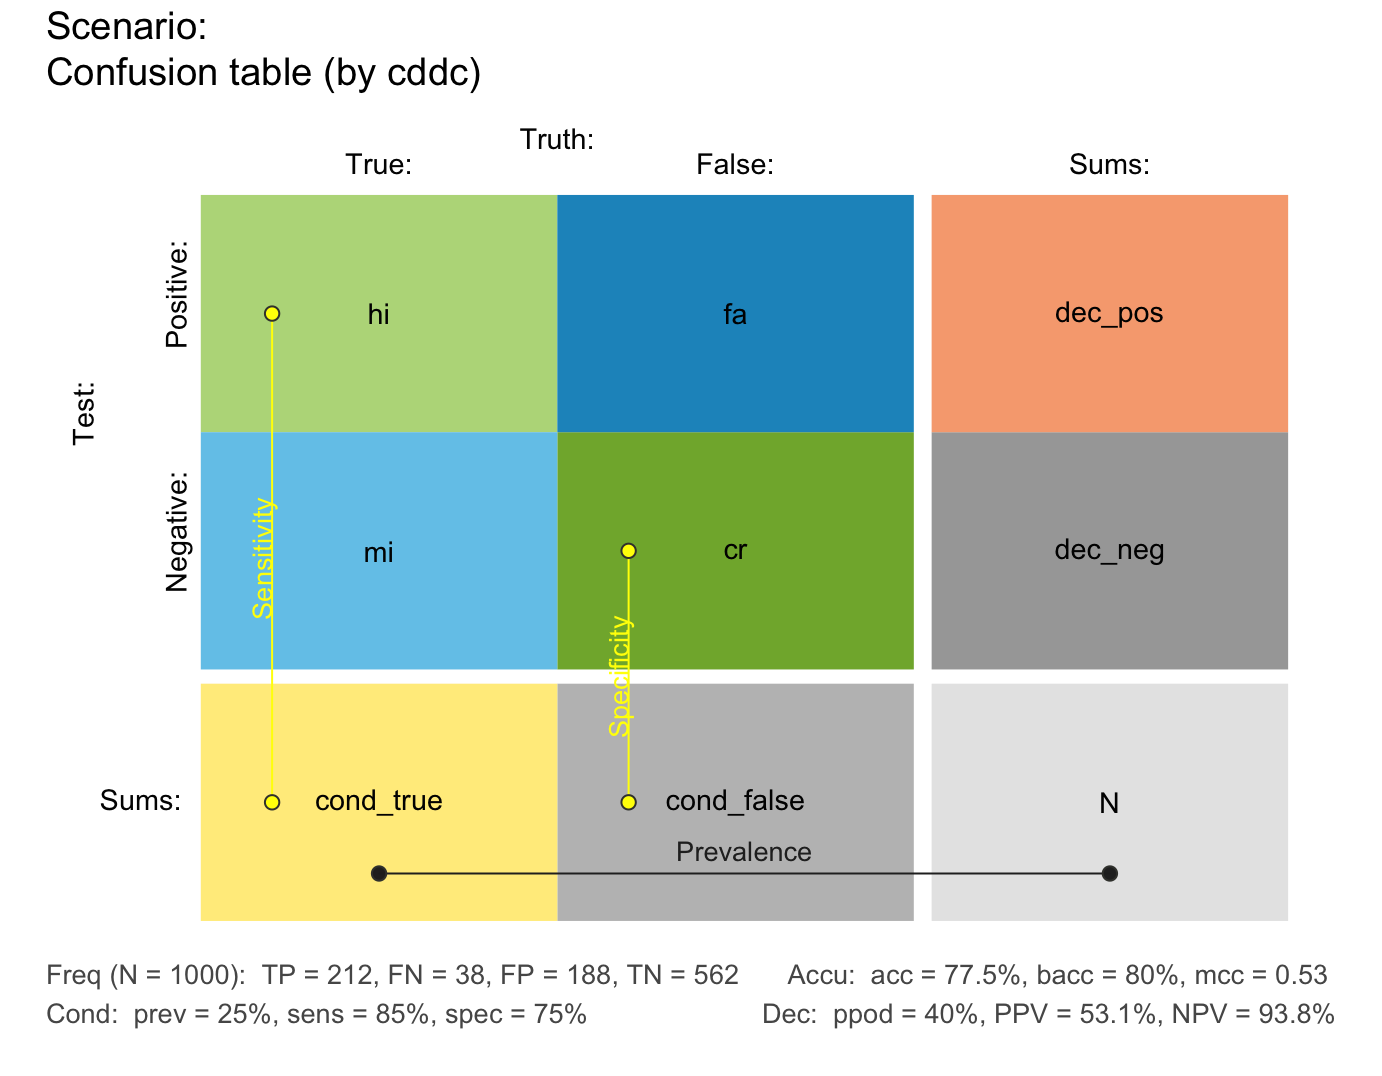 Scenario:
Confusion table (by cddc)
Truth:
True: False: Sums:
Test:
Positive:
hi fa dec_pos
Negative:
Sensitivity
mi cr dec_neg
Specificity
Sums:
cond_true cond_false N
Prevalence
Freq (N = 1000): TP = 212, FN = 38, FP = 188, TN = 562 Accu: acc = 77.5%, bacc = 80%, mcc = 0.53
Cond: prev = 25%, sens = 85%, spec = 75% Dec: ppod = 40%, PPV = 53.1%, NPV = 93.8%